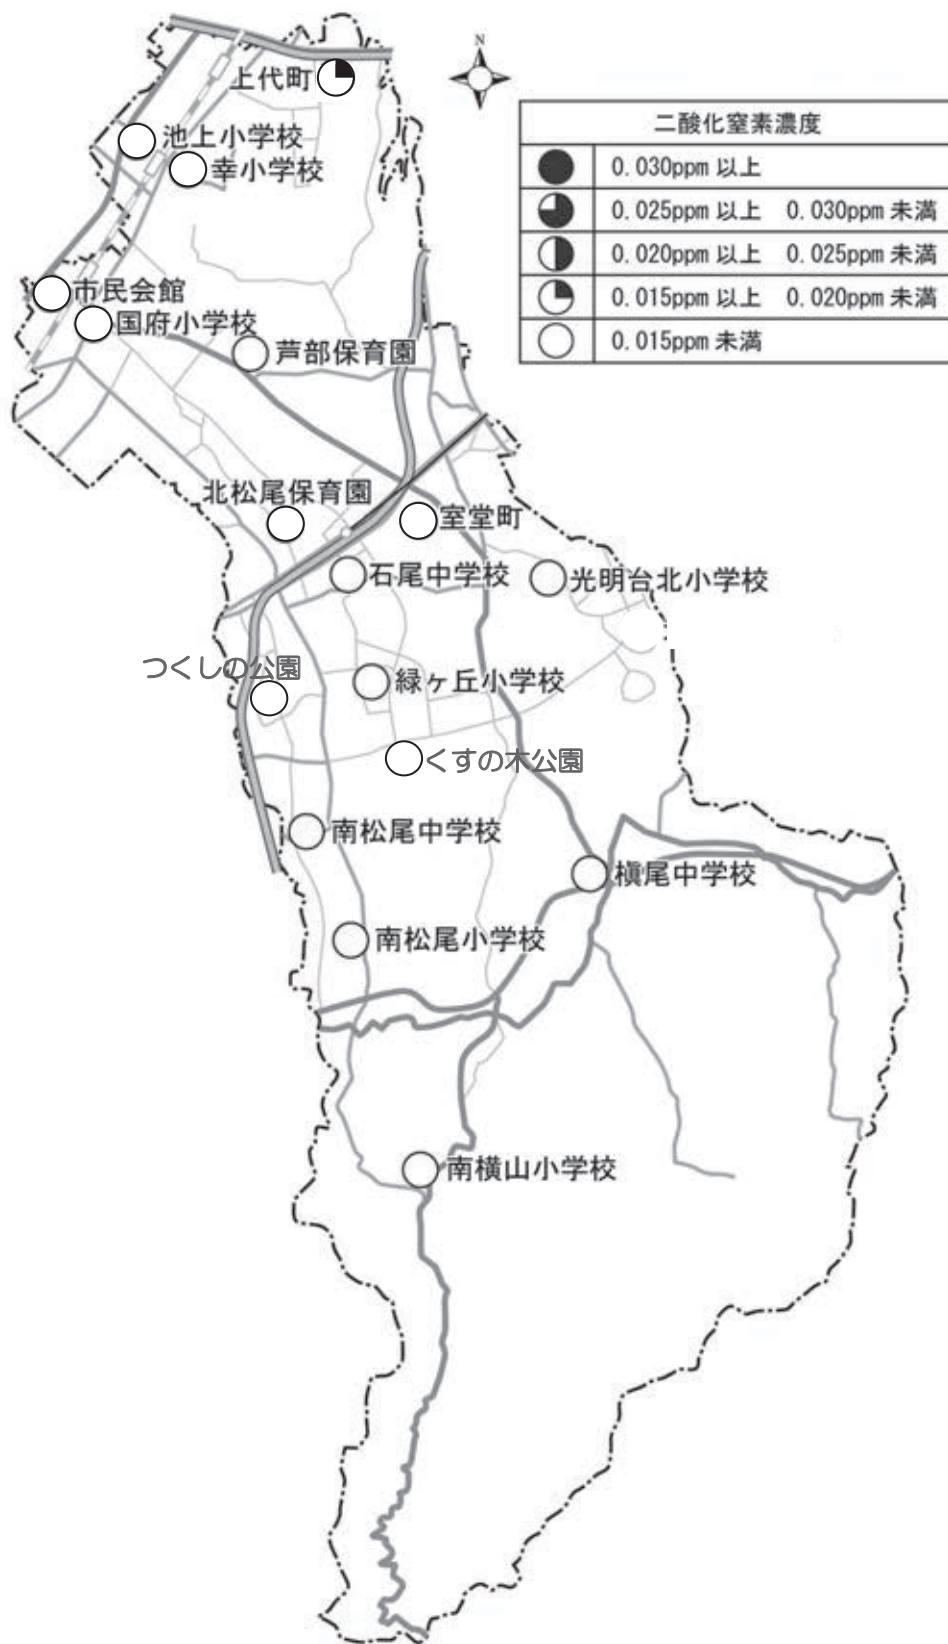 N
上代町
二酸化窒素濃度
0.030ppm 以上
0.025ppm 以上 0.030ppm 未満
0.020ppm 以上 0.025ppm 未満
0.015ppm 以上 0.020ppm 未満
0.015ppm 未満
池上小学校
幸小学校
市民会館
国府小学校
芦部保育園
北松尾保育園
室堂町
石尾中学校
光明台北小学校
つくしの公園
緑ヶ丘小学校
くすの木公園
南松尾中学校
槇尾中学校
南松尾小学校
南横山小学校